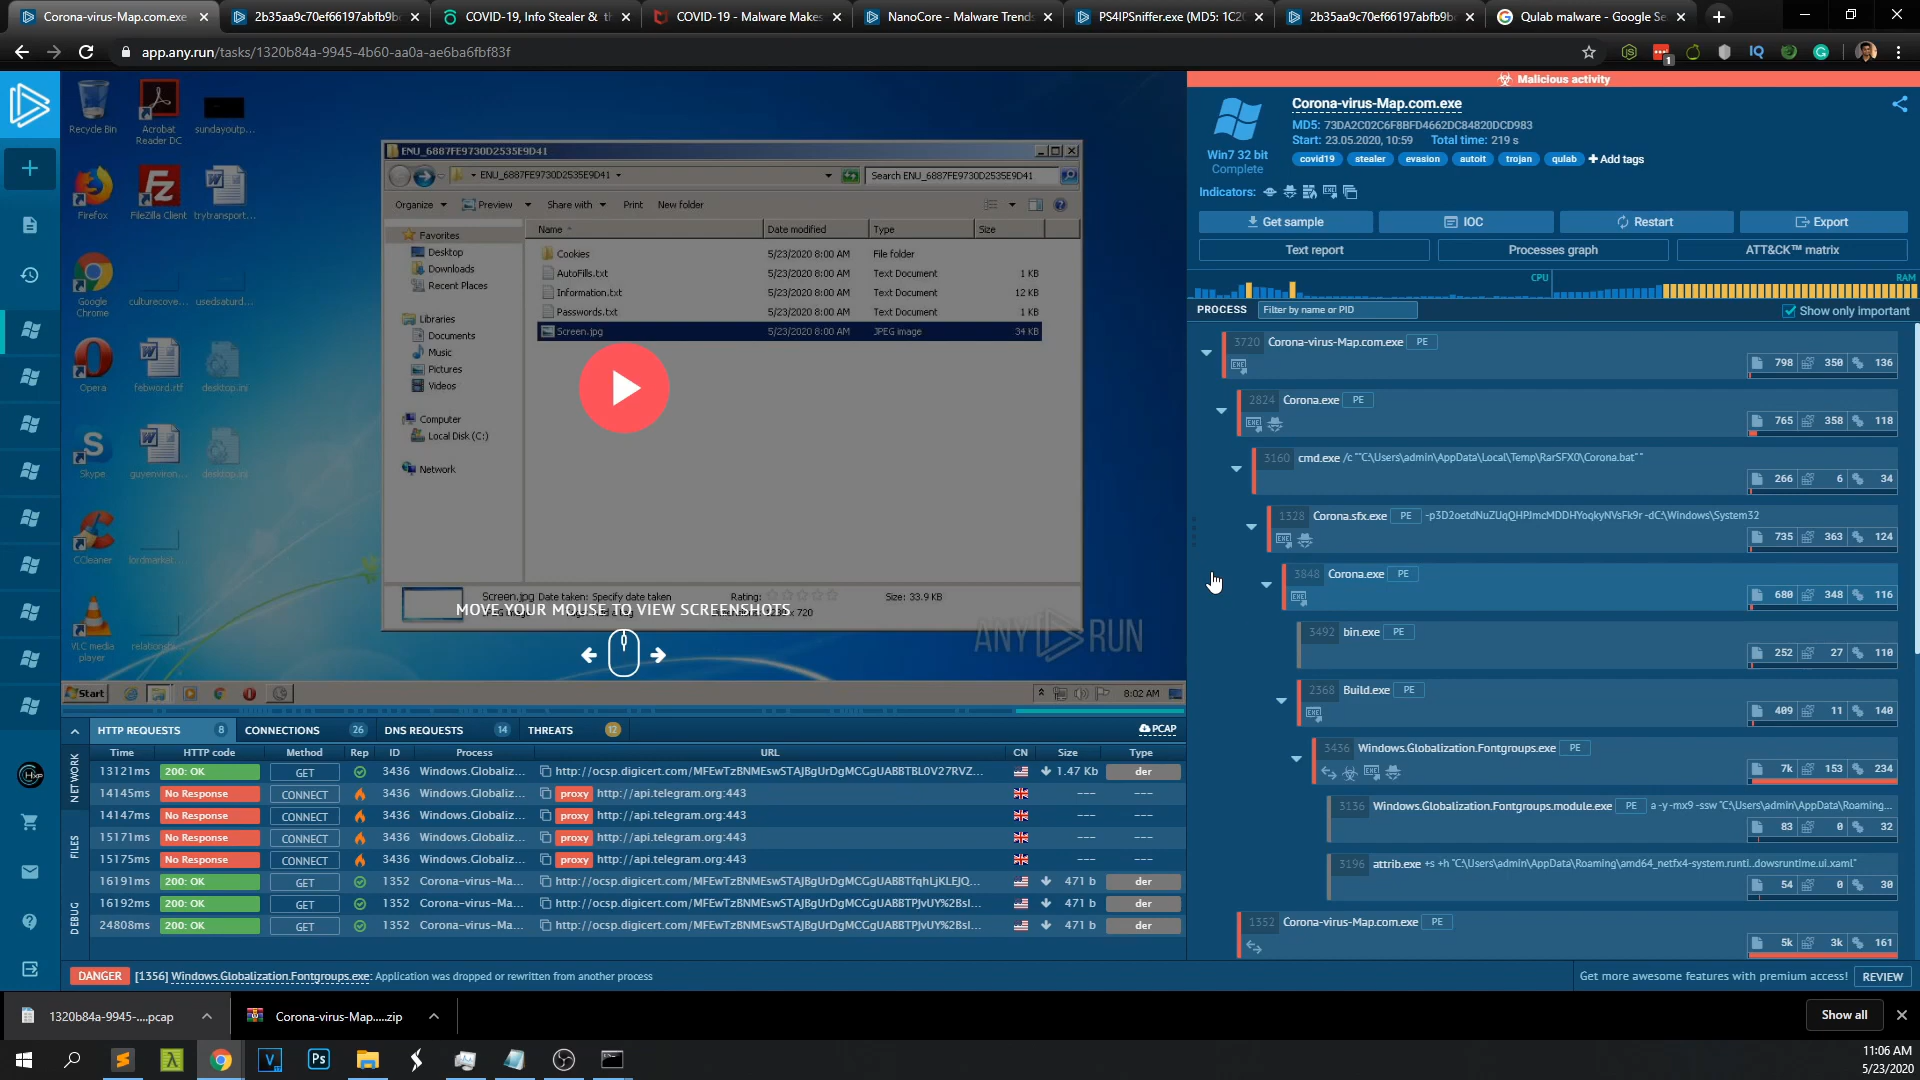 Corona-virus-Map.com.exe
2b35aa9c70ef66197abfb9b
COVID-19, Info Stealer & th
COVID-19 - Malware Makes
NanoCore - Malware Trends
PS4IPSniffer.exe (MD5: 1C2
2b35aa9c70ef66197abfb9b
Qulab malware - Google Se
app.any.run/tasks/1320b84a-9945-4b60-aa0a-ae6ba6fbf83f
IQ
1
Malicious activity
Corona-virus-Map.com.exe
MD5: 73DA2C02C6F8BFD4662DC84820DCD983
Start: 23.05.2020, 10:59 Total time: 219 s
Win7 32 bit
Complete
covid19 stealer evasion autoit trojan qulab Add tags
Indicators:
Get sample IOC Restart Export
Text report Processes graph ATT&CK™ matrix
CPU RAM
PROCESS Filter by name or PID Show only important
3720 Corona-virus-Map.com.exe PE
798 350 136
2824 Corona.exe PE
765 358 118
3160 cmd.exe /c ""C:\Users\admin\AppData\Local\Temp\RarSFX0\Corona.bat" "
266 6 34
1328 Corona.sfx.exe PE -p3D2oetdNuZUqQHPJmcMDDHYoqkyNVsFk9r -dC:\Windows\System32
735 363 124
3848 Corona.exe PE
680 348 116
3492 bin.exe PE
252 27 110
2368 Build.exe PE
409 11 140
3436 Windows.Globalization.Fontgroups.exe PE
7k 153 234
3136 Windows.Globalization.Fontgroups.module.exe PE a -y -mx9 -ssw "C:\Users\admin\AppData\Roaming...
83 0 32
3196 attrib.exe +s +h "C:\Users\admin\AppData\Roaming\amd64_netfx4-system.runti..dowsruntime.ui.xaml"
54 0 30
1352 Corona-virus-Map.com.exe PE
5k 3k 161
Recycle Bin
Acrobat Reader DC
sundayoutp...
Firefox
FileZilla Client
trytransport...
Google Chrome
culturecove...
usedsaturd...
Opera
febword.rtf
desktop.ini
Skype
guyenviron...
desktop.ini
CCleaner
lordmarket...
VLC media player
relationshi...
ENU_6887FE9730D2535E9D41
ENU_6887FE9730D2535E9D41
Search ENU_6887FE9730D2535E9D41
Organize Preview Share with Print New folder
Favorites
Desktop
Downloads
Recent Places
Libraries
Documents
Music
Pictures
Videos
Computer
Local Disk (C:)
Network
Name Date modified Type Size
Cookies 5/23/2020 8:00 AM File folder
AutoFills.txt 5/23/2020 8:00 AM Text Document 1 KB
Information.txt 5/23/2020 8:00 AM Text Document 12 KB
Passwords.txt 5/23/2020 8:00 AM Text Document 1 KB
Screen.jpg 5/23/2020 8:00 AM JPEG image 34 KB
Screen.jpg Date taken: Specify date taken Rating: Size: 33.9 KB
MOVE YOUR MOUSE TO VIEW SCREENSHOTS
ANY RUN
Start 8:02 AM
HTTP REQUESTS 8 CONNECTIONS 26 DNS REQUESTS 14 THREATS 12 PCAP
NETWORK
FILES
DEBUG
Time HTTP code Method Rep ID Process URL CN Size Type
13121ms 200: OK GET 3436 Windows.Globaliz... http://ocsp.digicert.com/MFEwTzBNMEswSTAJBgUrDgMCGgUABBTBL0V27RVZ... 1.47 Kb der
14145ms No Response CONNECT 3436 Windows.Globaliz... proxy http://api.telegram.org:443 --- ---
14147ms No Response CONNECT 3436 Windows.Globaliz... proxy http://api.telegram.org:443 --- ---
15171ms No Response CONNECT 3436 Windows.Globaliz... proxy http://api.telegram.org:443 --- ---
15175ms No Response CONNECT 3436 Windows.Globaliz... proxy http://api.telegram.org:443 --- ---
16191ms 200: OK GET 1352 Corona-virus-Ma... http://ocsp.digicert.com/MFEwTzBNMEswSTAJBgUrDgMCGgUABBTfqhLjKLEJQ... 471 b der
16192ms 200: OK GET 1352 Corona-virus-Ma... http://ocsp.digicert.com/MFEwTzBNMEswSTAJBgUrDgMCGgUABBTPJvUY%2BsI... 471 b der
24808ms 200: OK GET 1352 Corona-virus-Ma... http://ocsp.digicert.com/MFEwTzBNMEswSTAJBgUrDgMCGgUABBTPJvUY%2BsI... 471 b der
DANGER [1356] Windows.Globalization.Fontgroups.exe: Application was dropped or rewritten from another process
Get more awesome features with premium access! REVIEW
1320b84a-9945-....pcap
Corona-virus-Map.....zip
Show all
Ps
11:06 AM
5/23/2020